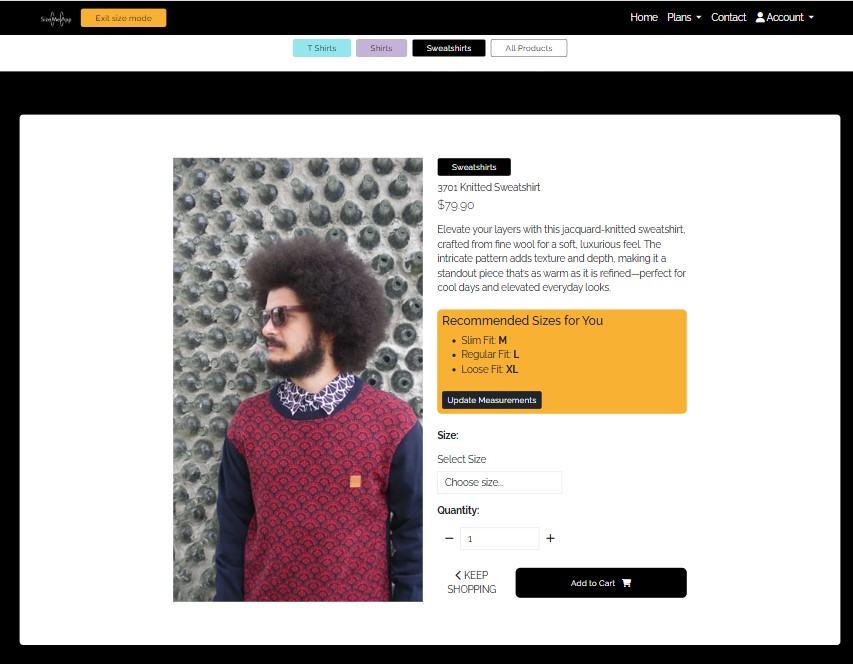 SizeMeApp
Exit size mode
Home
Plans
Contact
Account
T Shirts
Shirts
Sweatshirts
All Products
Sweatshirts
3701 Knitted Sweatshirt
$79.90
Elevate your layers with this jacquard-knitted sweatshirt,
crafted from fine wool for a soft, luxurious feel. The
intricate pattern adds texture and depth, making it a
standout piece that's as warm as it is refined—perfect for
cool days and elevated everyday looks.
Recommended Sizes for You
• Slim Fit: M
• Regular Fit: L
• Loose Fit: XL
Update Measurements
Size:
Select Size
Choose size...
Quantity:
− 1 +
KEEP
SHOPPING
Add to Cart